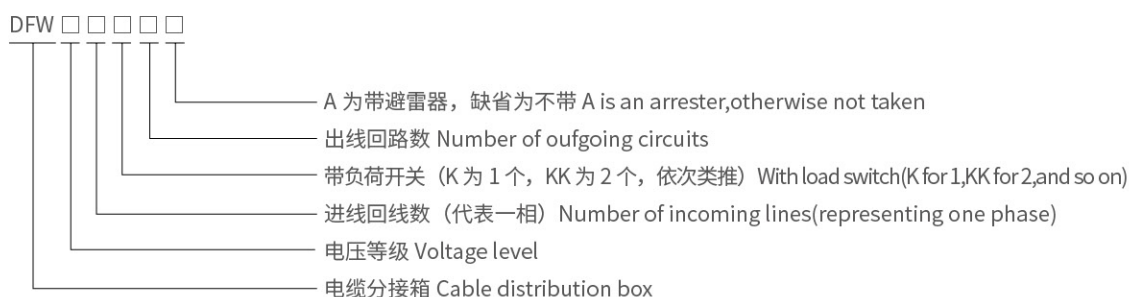 DFW □ □ □ □ □
A 为带避雷器，缺省为不带 A is an arrester,otherwise not taken
出线回路数 Number of oufgoing circuits
带负荷开关（K 为 1 个，KK 为 2 个，依次类推）With load switch(K for 1,KK for 2,and so on)
进线回线数（代表一相）Number of incoming lines(representing one phase)
电压等级 Voltage level
电缆分接箱 Cable distribution box